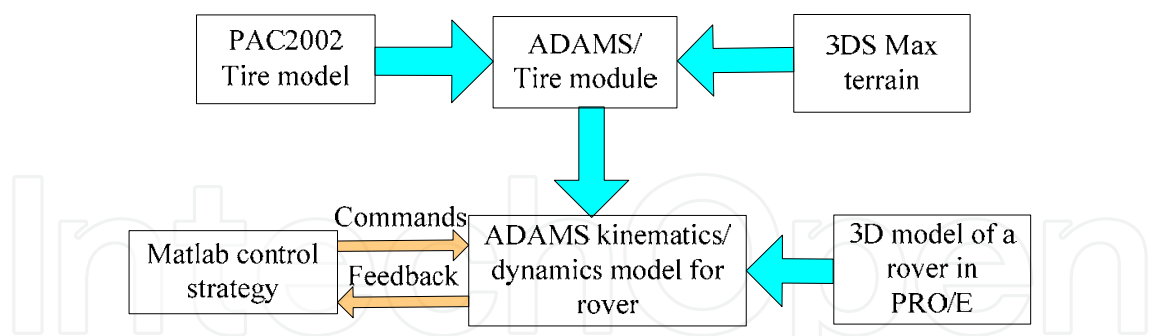 PAC2002
Tire model
ADAMS/
Tire module
3DS Max
terrain
Commands
Feedback
Matlab control
strategy
ADAMS kinematics/
dynamics model for
rover
3D model of a
rover in
PRO/E
IntechOpen